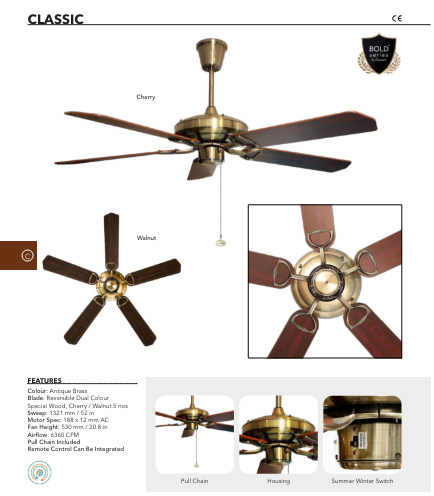 CLASSIC
CE
BOLD
series
Cherry
Walnut
C
FEATURES
Colour: Antique Brass
Blade: Reversible Dual Colour
Special Wood, Cherry / Walnut 5 nos
Sweep: 1321 mm / 52 in
Motor Spec: 188 x 12 mm AC
Fan Height: 530 mm / 20.8 in
Airflow: 6360 CFM
Pull Chain Included
Remote Control Can Be Integrated
Pull Chain
Housing
Summer Winter Switch